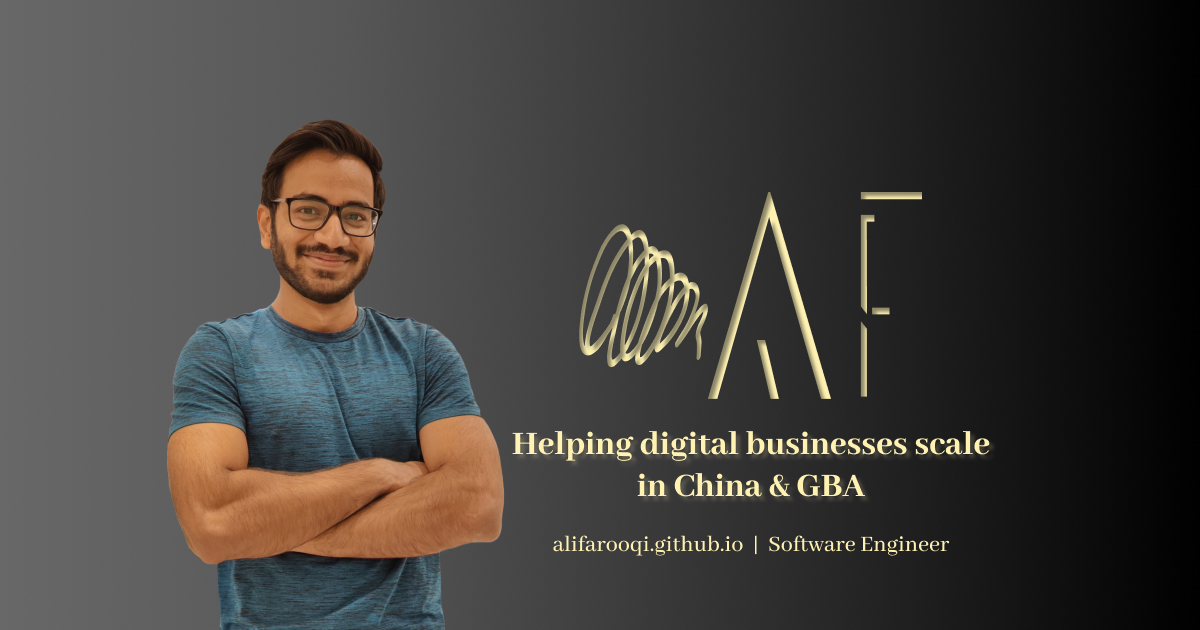 AF
Helping digital businesses scale
in China & GBA
alifarooqi.github.io | Software Engineer